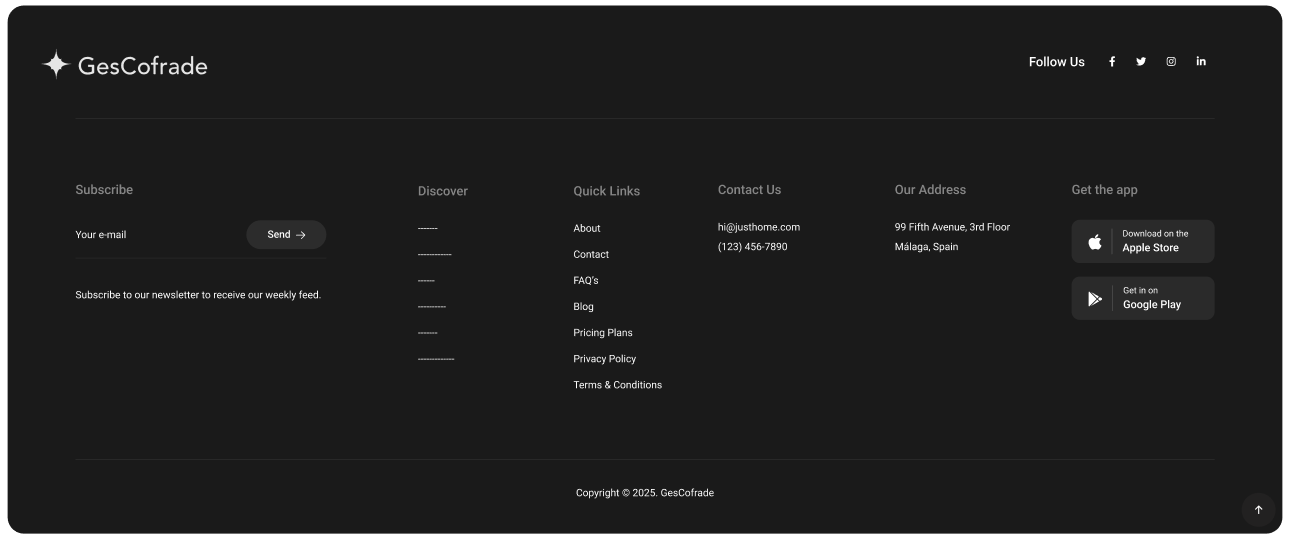 GesCofrade
Follow Us
Subscribe
Your e-mail
Send
Subscribe to our newsletter to receive our weekly feed.
Discover
-------
------------
------
----------
-------
-------------
Quick Links
About
Contact
FAQ's
Blog
Pricing Plans
Privacy Policy
Terms & Conditions
Contact Us
hi@justhome.com
(123) 456-7890
Our Address
99 Fifth Avenue, 3rd Floor
Málaga, Spain
Get the app
Download on the
Apple Store
Get in on
Google Play
Copyright © 2025. GesCofrade